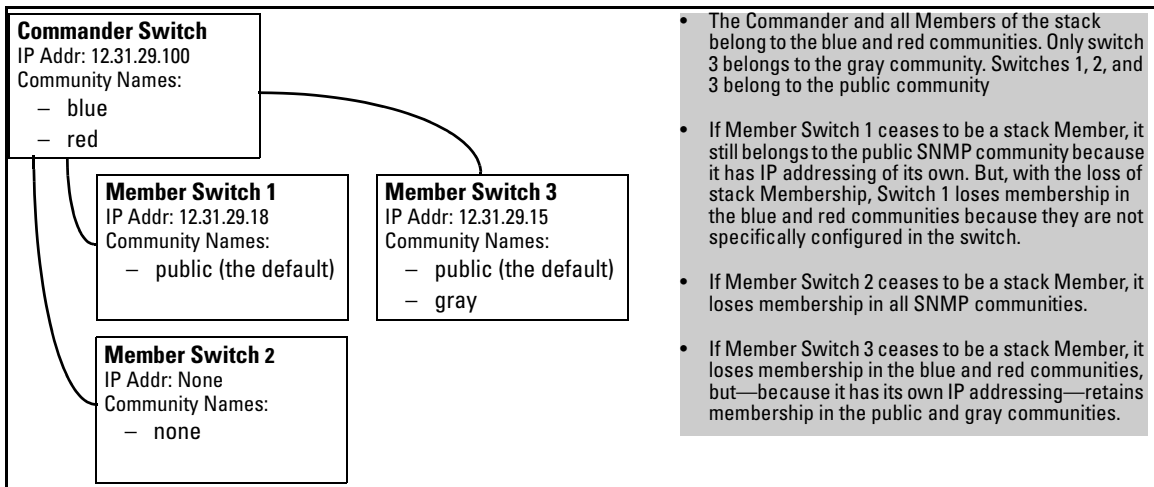 Commander Switch
IP Addr: 12.31.29.100
Community Names:
– blue
– red
Member Switch 1
IP Addr: 12.31.29.18
Community Names:
– public (the default)
Member Switch 3
IP Addr: 12.31.29.15
Community Names:
– public (the default)
– gray
Member Switch 2
IP Addr: None
Community Names:
– none
• The Commander and all Members of the stack
belong to the blue and red communities. Only switch
3 belongs to the gray community. Switches 1, 2, and
3 belong to the public community
• If Member Switch 1 ceases to be a stack Member, it
still belongs to the public SNMP community because
it has IP addressing of its own. But, with the loss of
stack Membership, Switch 1 loses membership in
the blue and red communities because they are not
specifically configured in the switch.
• If Member Switch 2 ceases to be a stack Member, it
loses membership in all SNMP communities.
• If Member Switch 3 ceases to be a stack Member, it
loses membership in the blue and red communities,
but—because it has its own IP addressing—retains
membership in the public and gray communities.